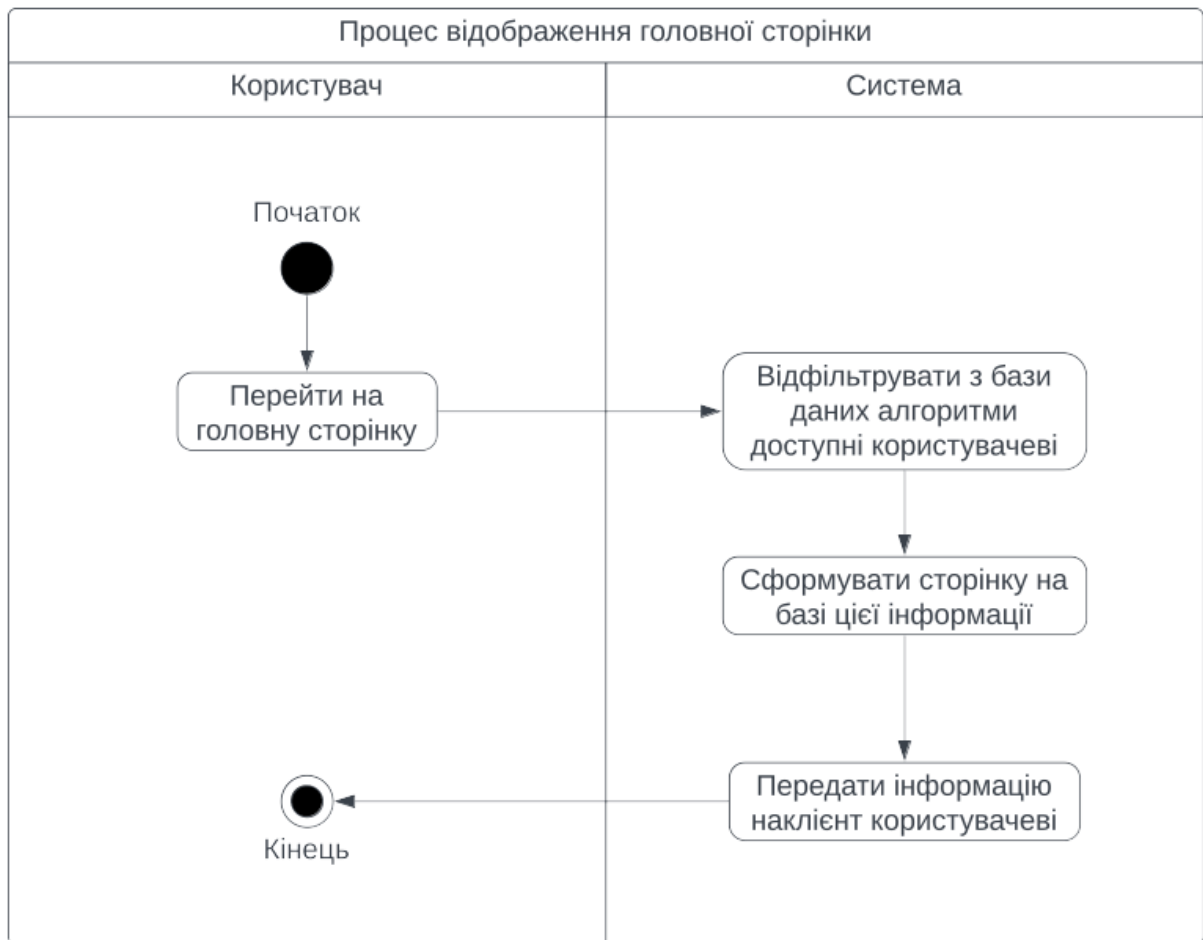 Процес відображення головної сторінки
Користувач
Система
Початок
Перейти на
головну сторінку
Відфільтрувати з бази
даних алгоритми
доступні користувачеві
Сформувати сторінку на
базі цієї інформації
Передати інформацію
наклієнт користувачеві
Кінець